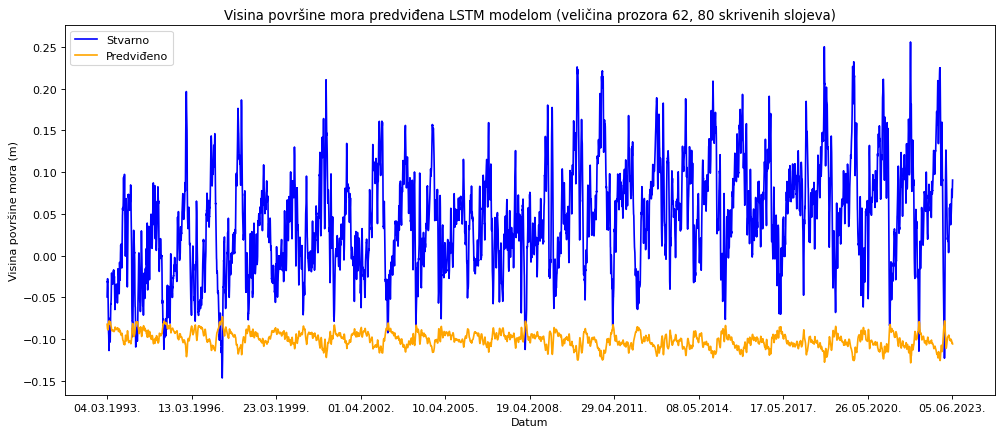 Visina površine mora predviđena LSTM modelom (veličina prozora 62, 80 skrivenih slojeva)
Stvarno
Predviđeno
Visina površine mora (m)
0.25
0.20
0.15
0.10
0.05
0.00
−0.05
−0.10
−0.15
04.03.1993. 13.03.1996. 23.03.1999. 01.04.2002. 10.04.2005. 19.04.2008. 29.04.2011. 08.05.2014. 17.05.2017. 26.05.2020. 05.06.2023.
Datum